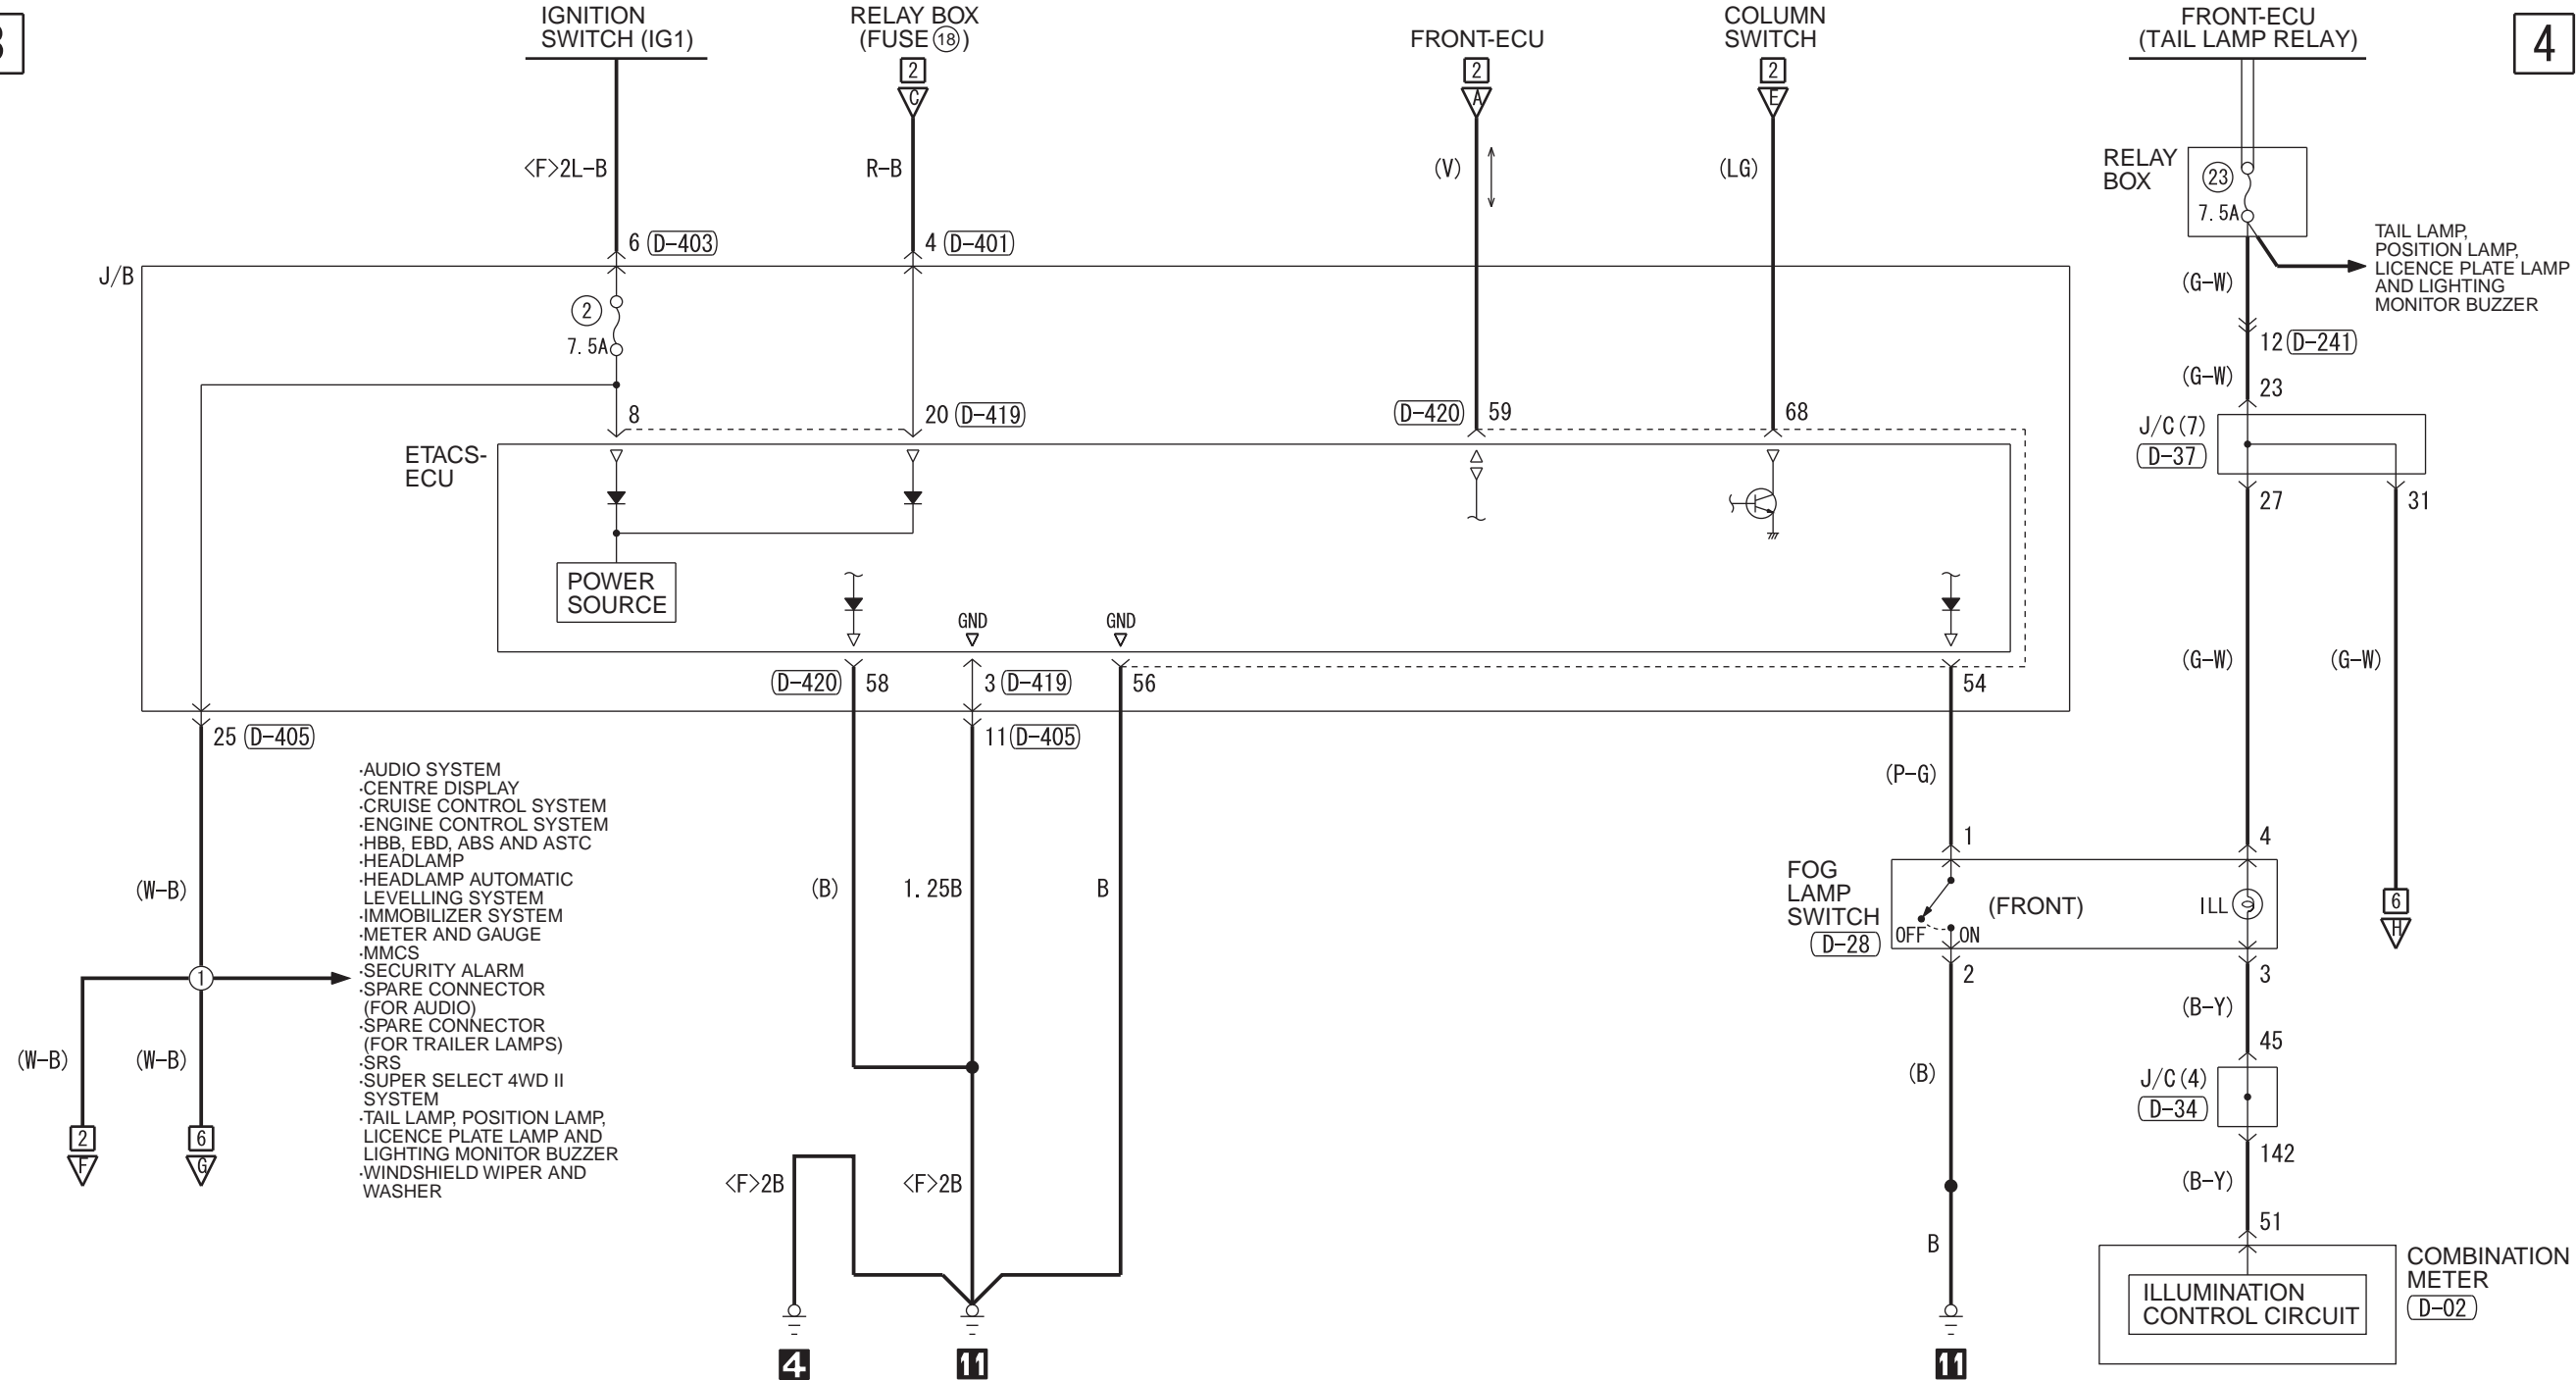 IGNITION
SWITCH (IG1)
RELAY BOX
(FUSE 18)
FRONT-ECU
COLUMN
SWITCH
FRONT-ECU
(TAIL LAMP RELAY)
4
2
C
2
A
2
E
<F>2L-B
R-B
(V)
(LG)
RELAY
BOX
23
7.5A
TAIL LAMP,
POSITION LAMP,
LICENCE PLATE LAMP
AND LIGHTING
MONITOR BUZZER
6 (D-403)
4 (D-401)
J/B
(G-W)
2
7.5A
12 (D-241)
(G-W)
23
8
20 (D-419)
(D-420) 59
68
J/C(7)
D-37
ETACS-
ECU
27
31
POWER
SOURCE
GND
GND
(D-420) 58
3 (D-419)
56
54
(G-W)
(G-W)
25 (D-405)
11 (D-405)
·AUDIO SYSTEM
·CENTRE DISPLAY
·CRUISE CONTROL SYSTEM
·ENGINE CONTROL SYSTEM
·HBB, EBD, ABS AND ASTC
·HEADLAMP
·HEADLAMP AUTOMATIC
LEVELLING SYSTEM
·IMMOBILIZER SYSTEM
·METER AND GAUGE
·MMCS
·SECURITY ALARM
·SPARE CONNECTOR
(FOR AUDIO)
·SPARE CONNECTOR
(FOR TRAILER LAMPS)
·SRS
·SUPER SELECT 4WD II
SYSTEM
·TAIL LAMP, POSITION LAMP,
LICENCE PLATE LAMP AND
LIGHTING MONITOR BUZZER
·WINDSHIELD WIPER AND
WASHER
(P-G)
1
4
(W-B)
(B)
1.25B
B
FOG
LAMP
SWITCH
D-28
(FRONT)
OFF
ON
ILL
6
H
1
2
3
(B-Y)
45
(W-B)
(W-B)
(B)
J/C(4)
D-34
2
F
6
G
142
<F>2B
<F>2B
(B-Y)
51
B
COMBINATION
METER
D-02
ILLUMINATION
CONTROL CIRCUIT
4
11
11